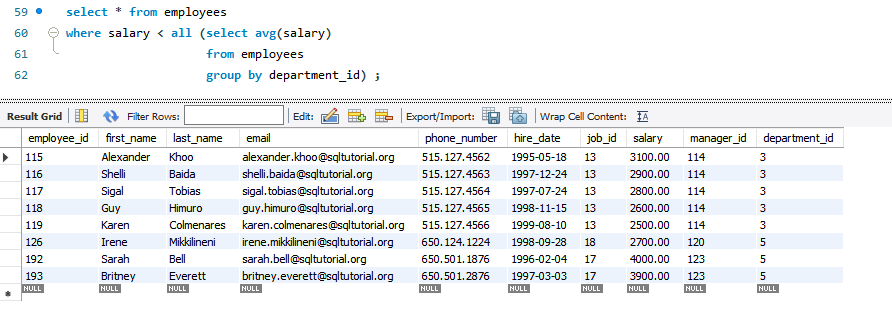 59 select * from employees
60 where salary < all (select avg(salary)
61 from employees
62 group by department_id) ;
Result Grid Filter Rows: Edit: Export/Import: Wrap Cell Content: IA
employee_id first_name last_name email phone_number hire_date job_id salary manager_id department_id
115 Alexander Khoo alexander.khoo@sqltutorial.org 515.127.4562 1995-05-18 13 3100.00 114 3
116 Shelli Baida shelli.baida@sqltutorial.org 515.127.4563 1997-12-24 13 2900.00 114 3
117 Sigal Tobias sigal.tobias@sqltutorial.org 515.127.4564 1997-07-24 13 2800.00 114 3
118 Guy Himuro guy.himuro@sqltutorial.org 515.127.4565 1998-11-15 13 2600.00 114 3
119 Karen Colmenares karen.colmenares@sqltutorial.org 515.127.4566 1999-08-10 13 2500.00 114 3
126 Irene Mikkilineni irene.mikkilineni@sqltutorial.org 650.124.1224 1998-09-28 18 2700.00 120 5
192 Sarah Bell sarah.bell@sqltutorial.org 650.501.1876 1996-02-04 17 4000.00 123 5
193 Britney Everett britney.everett@sqltutorial.org 650.501.2876 1997-03-03 17 3900.00 123 5
NULL NULL NULL NULL NULL NULL NULL NULL NULL NULL